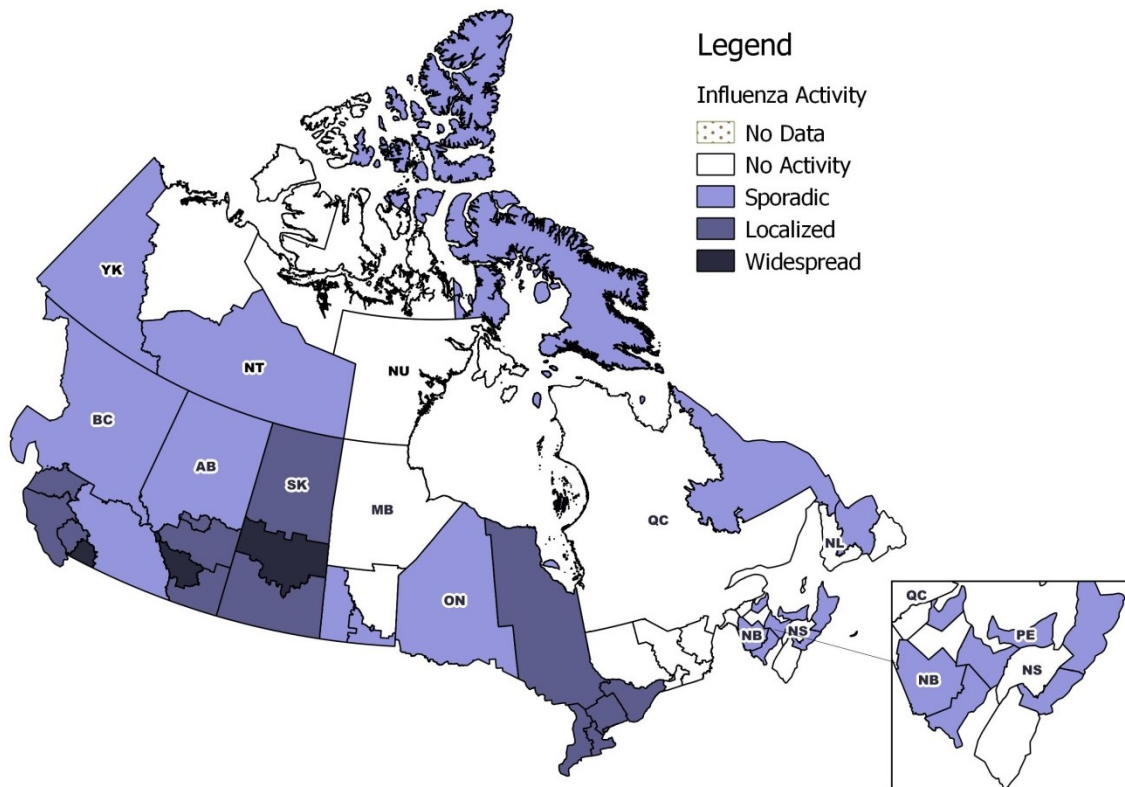 Legend
Influenza Activity
No Data
No Activity
Sporadic
Localized
Widespread
YK
NT
NU
BC
AB
SK
MB
QC
ON
NL
NB
NS
QC
PE
NB
NS